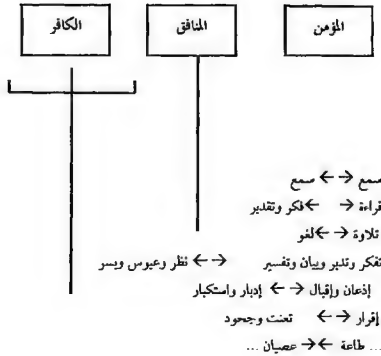 المؤمن المنافق الكافر
سمع ←→ سمع
قراءة ←→ فكر وتقدير
تلاوة ←→ لغو
تفكر وتدبر وبيان وتفسير ←→ نظر وعبوس وبسر
إذعان وإقبال ←→ إدبار واستكبار
إقرار ←→ تعنت وجحود
... طاعة ←→ عصيان ...